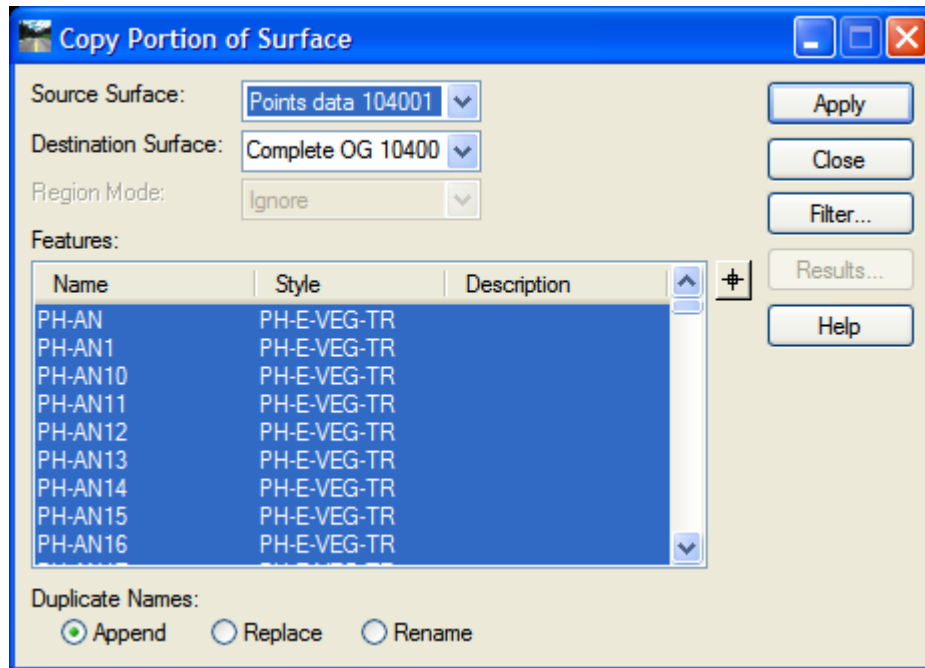 Copy Portion of Surface
Source Surface: Points data 104001 Apply
Destination Surface: Complete OG 10400 Close
Region Mode: Ignore Filter...
Features:
Name Style Description Results...
PH-AN PH-E-VEG-TR Help
PH-AN1 PH-E-VEG-TR
PH-AN10 PH-E-VEG-TR
PH-AN11 PH-E-VEG-TR
PH-AN12 PH-E-VEG-TR
PH-AN13 PH-E-VEG-TR
PH-AN14 PH-E-VEG-TR
PH-AN15 PH-E-VEG-TR
PH-AN16 PH-E-VEG-TR
Duplicate Names:
Append Replace Rename